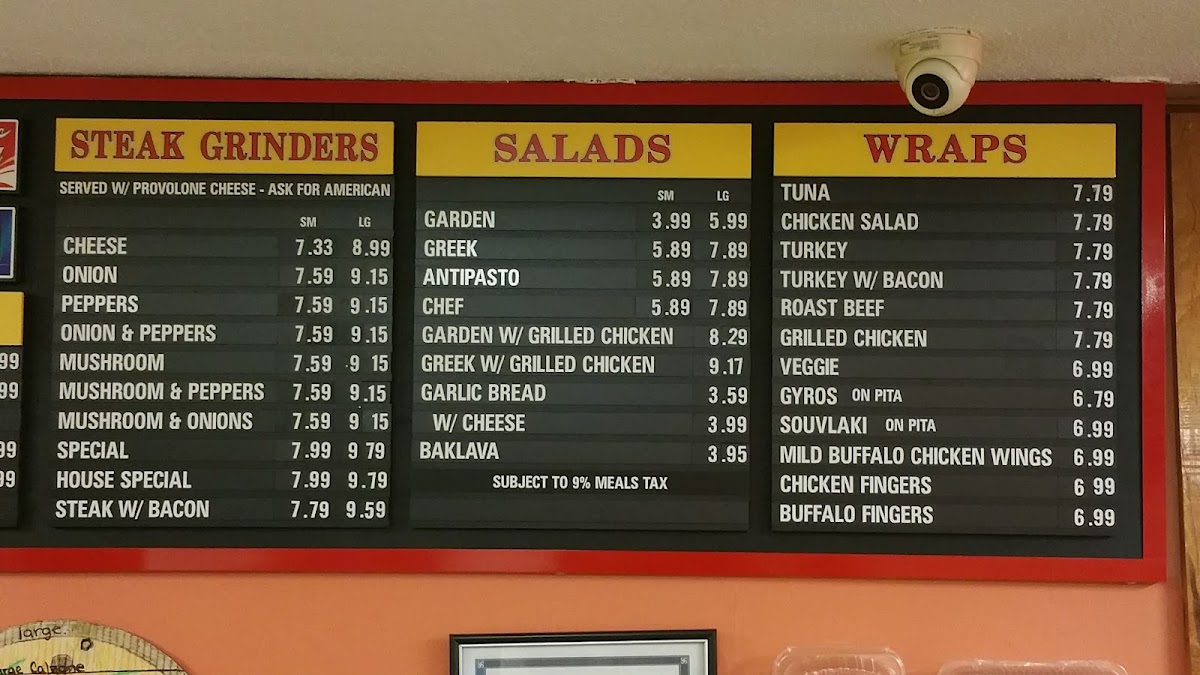 STEAK GRINDERS
SERVED W/ PROVOLONE CHEESE - ASK FOR AMERICAN
SM LG
CHEESE 7.33 8.99
ONION 7.59 9.15
PEPPERS 7.59 9.15
ONION & PEPPERS 7.59 9.15
MUSHROOM 7.59 9 15
MUSHROOM & PEPPERS 7.59 9.15
MUSHROOM & ONIONS 7.59 9 15
SPECIAL 7.99 9 79
HOUSE SPECIAL 7.99 9.79
STEAK W/ BACON 7.79 9.59
SALADS
SM LG
GARDEN 3.99 5.99
GREEK 5.89 7.89
ANTIPASTO 5.89 7.89
CHEF 5.89 7.89
GARDEN W/ GRILLED CHICKEN 8.29
GREEK W/ GRILLED CHICKEN 9.17
GARLIC BREAD 3.59
W/ CHEESE 3.99
BAKLAVA 3.95
SUBJECT TO 9% MEALS TAX
WRAPS
TUNA 7.79
CHICKEN SALAD 7.79
TURKEY 7.79
TURKEY W/ BACON 7.79
ROAST BEEF 7.79
GRILLED CHICKEN 7.79
VEGGIE 6.99
GYROS ON PITA 6.79
SOUVLAKI ON PITA 6.99
MILD BUFFALO CHICKEN WINGS 6.99
CHICKEN FINGERS 6 99
BUFFALO FINGERS 6.99
99
99
99
99
large
Calzone